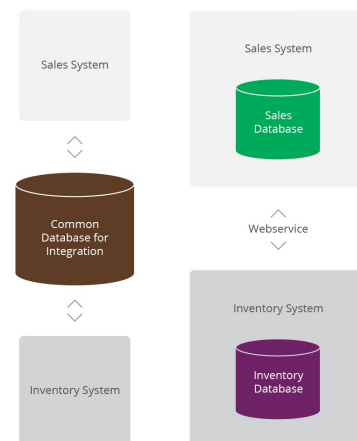 Sales System
Common
Database for
Integration
Inventory System
Sales System
Sales
Database
Webservice
Inventory System
Inventory
Database